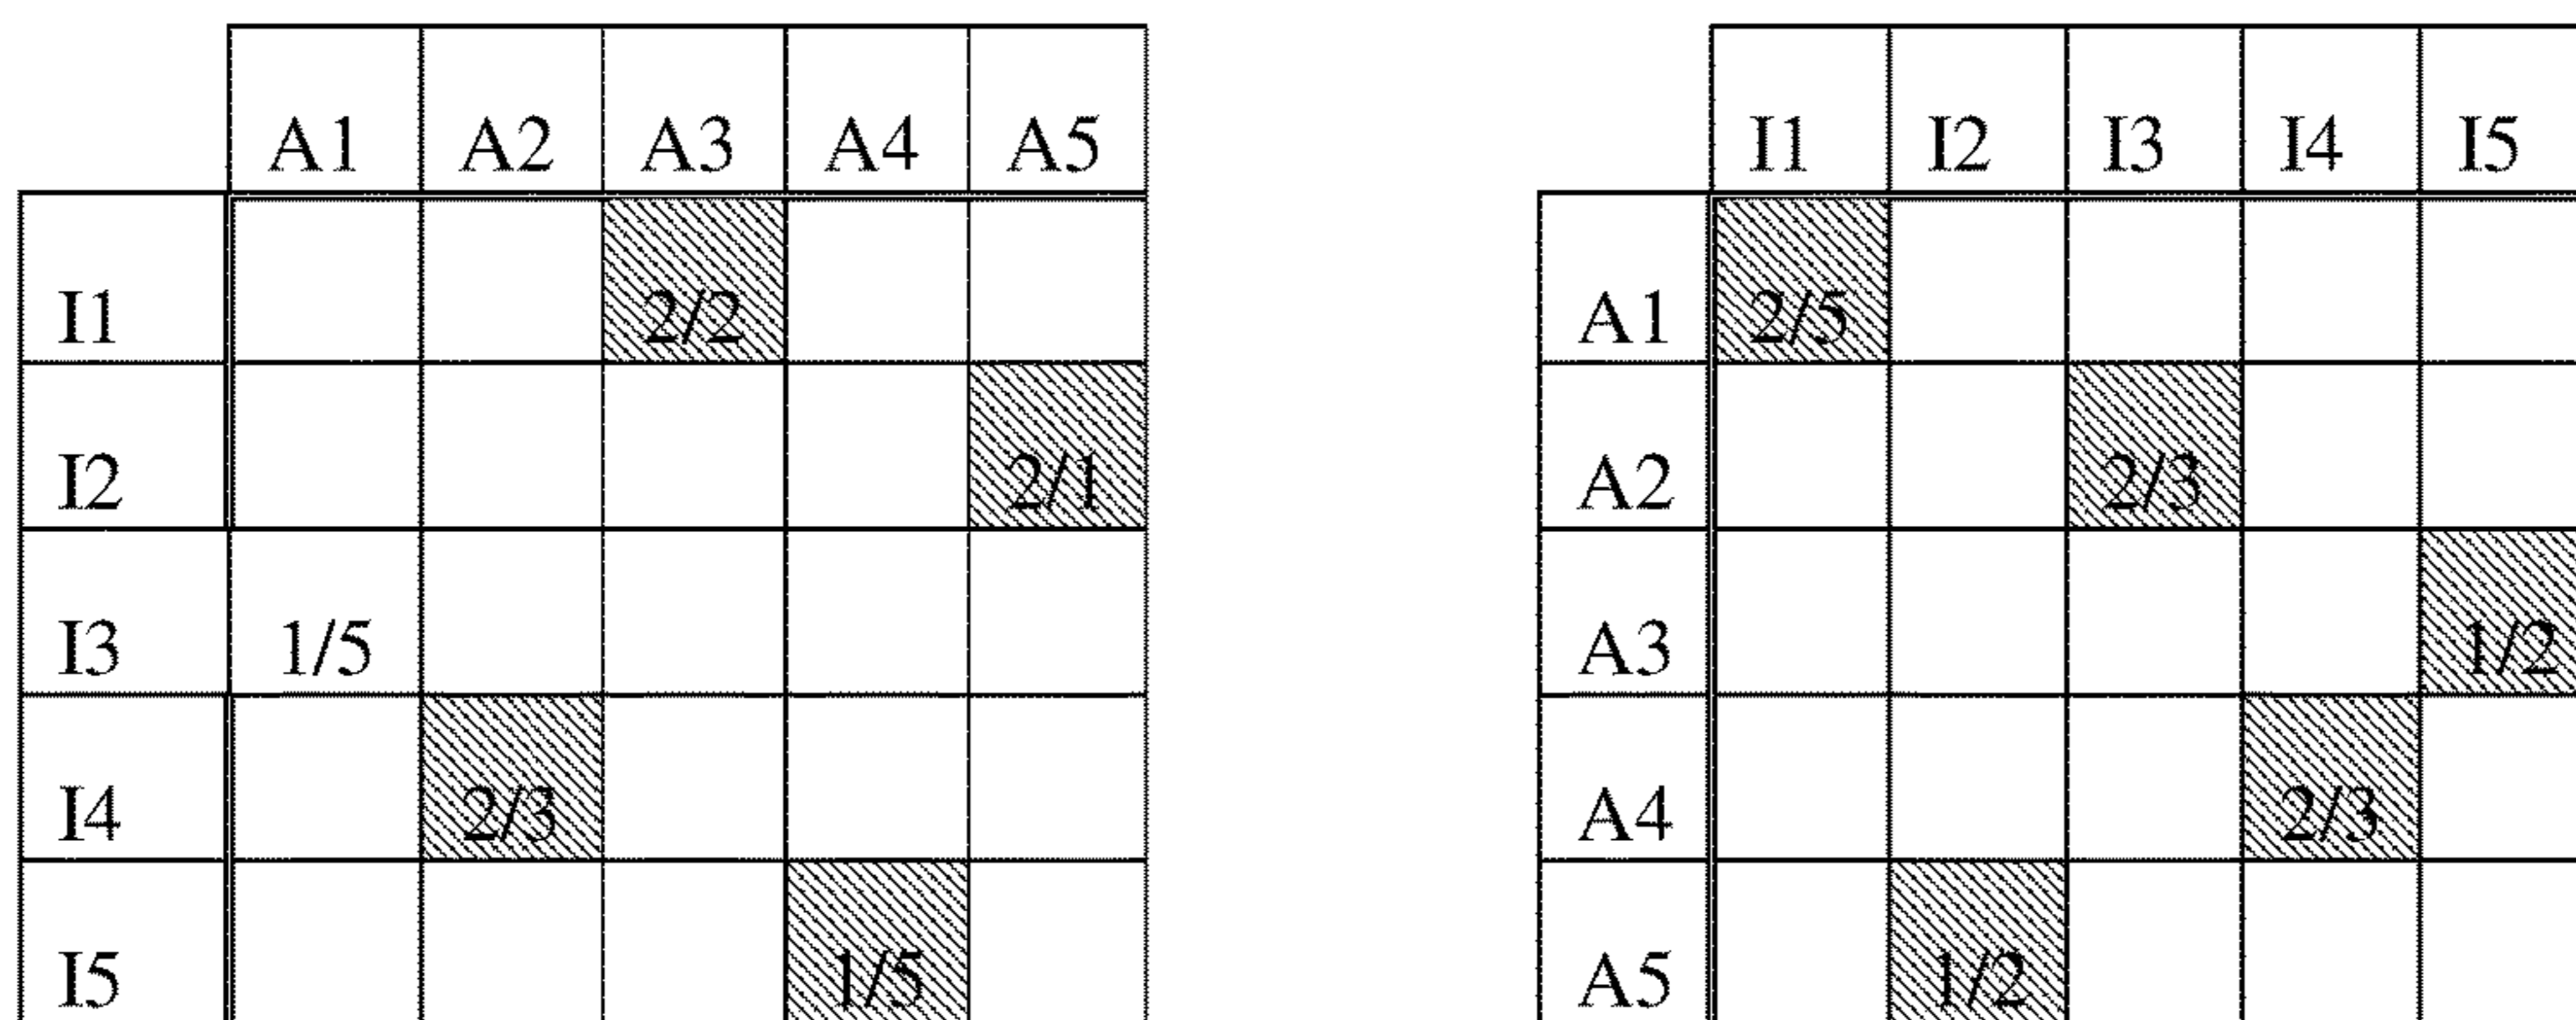 A1 A2 A3 A4 A5
I1 2/2
I2 2/1
I3 1/5
I4 2/3
I5 1/5
I1 I2 I3 I4 I5
A1 2/5
A2 2/3
A3 1/2
A4 2/3
A5 1/2